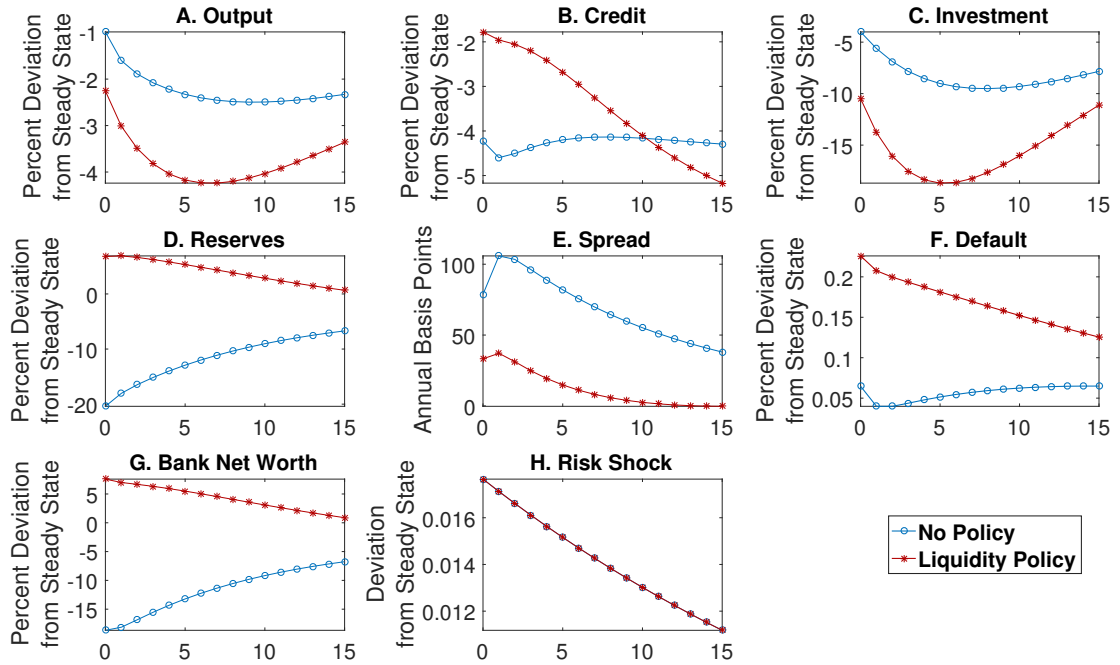 A. Output
Percent Deviation
from Steady State
-1
-2
-3
-4
0 5 10 15
B. Credit
Percent Deviation
from Steady State
-2
-3
-4
-5
0 5 10 15
C. Investment
Percent Deviation
from Steady State
-5
-10
-15
0 5 10 15
D. Reserves
Percent Deviation
from Steady State
0
-10
-20
0 5 10 15
E. Spread
Annual Basis Points
100
50
0
0 5 10 15
F. Default
Percent Deviation
from Steady State
0.2
0.15
0.1
0.05
0 5 10 15
G. Bank Net Worth
Percent Deviation
from Steady State
5
0
-5
-10
-15
0 5 10 15
H. Risk Shock
Deviation
from Steady State
0.016
0.014
0.012
0 5 10 15
No Policy
Liquidity Policy